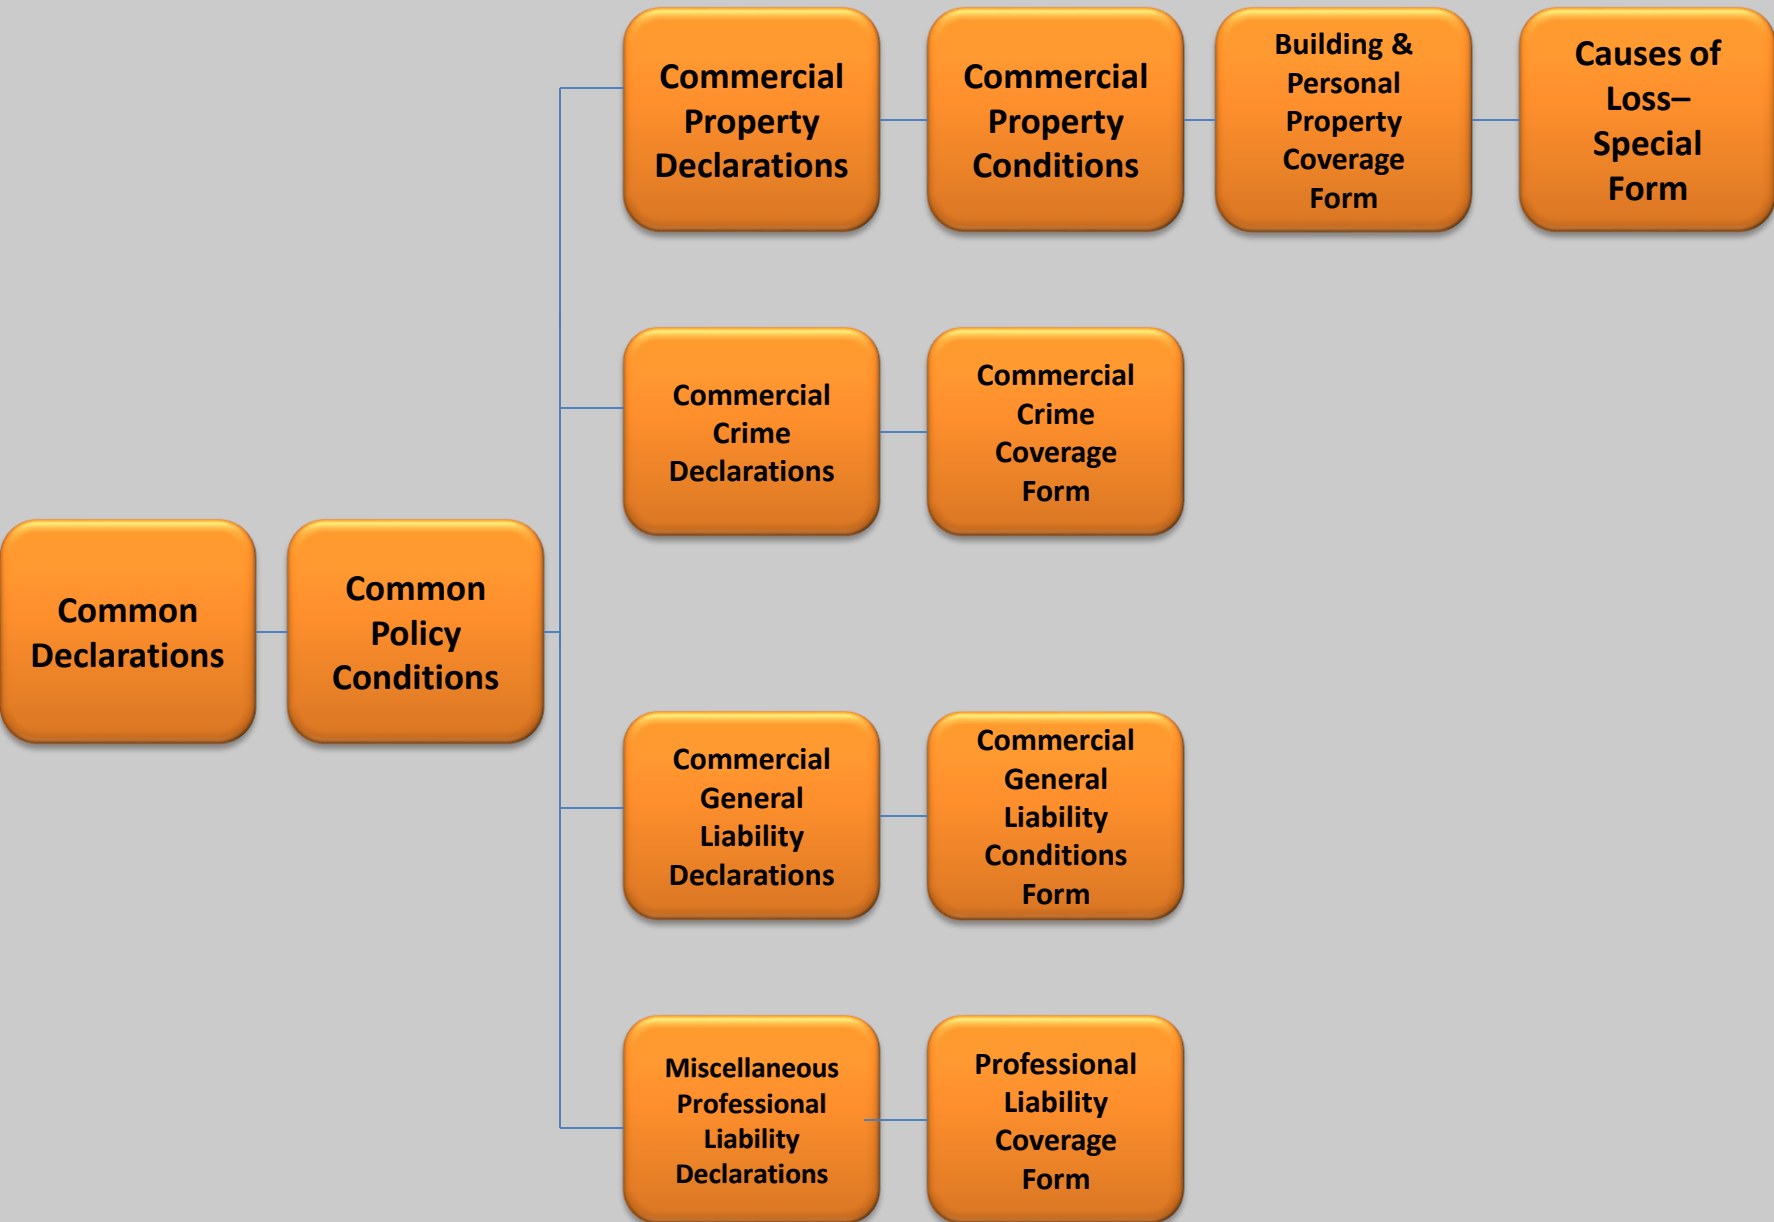 Common
Declarations
Common
Policy
Conditions
Commercial
Property
Declarations
Commercial
Property
Conditions
Building &
Personal
Property
Coverage
Form
Causes of
Loss–
Special
Form
Commercial
Crime
Declarations
Commercial
Crime
Coverage
Form
Commercial
General
Liability
Declarations
Commercial
General
Liability
Conditions
Form
Miscellaneous
Professional
Liability
Declarations
Professional
Liability
Coverage
Form